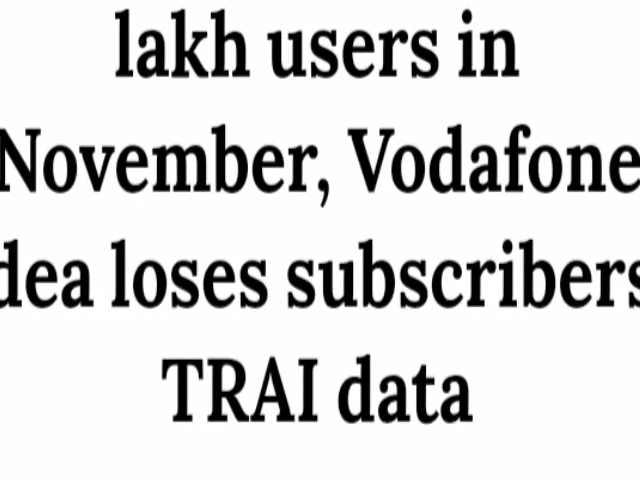 lakh users in
November, Vodafone
dea loses subscribers
TRAI data